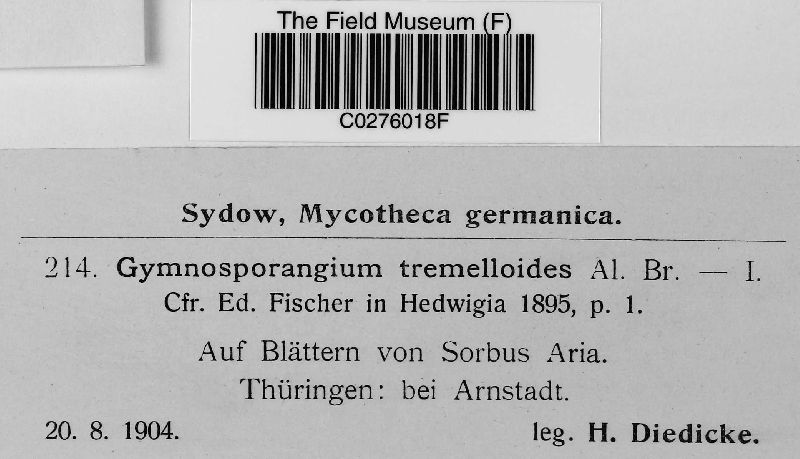 The Field Museum (F)
C0276018F
Sydow, Mycotheca germanica.
214. Gymnosporangium tremelloides Al. Br. — I.
Cfr. Ed. Fischer in Hedwigia 1895, p. 1.
Auf Blättern von Sorbus Aria.
Thüringen: bei Arnstadt.
20. 8. 1904. leg. H. Diedicke.